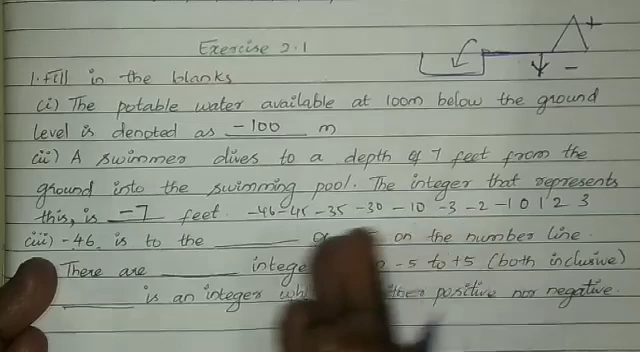 Exercise 2.1
1. Fill in the blanks
(i) The potable water available at 100m below the ground
level is denoted as -100 m
(ii) A swimmer dives to a depth of 7 feet from the
ground into the swimming pool. The integer that represents
this, is -7 feet. -46 -45 -35 -30 -10 -3 -2 -1 0 1 2 3
(iii) -46 is to the ______ on the number line.
There are ______ -5 to +5 (both inclusive)
______ is an integer positive nor negative.
+
-